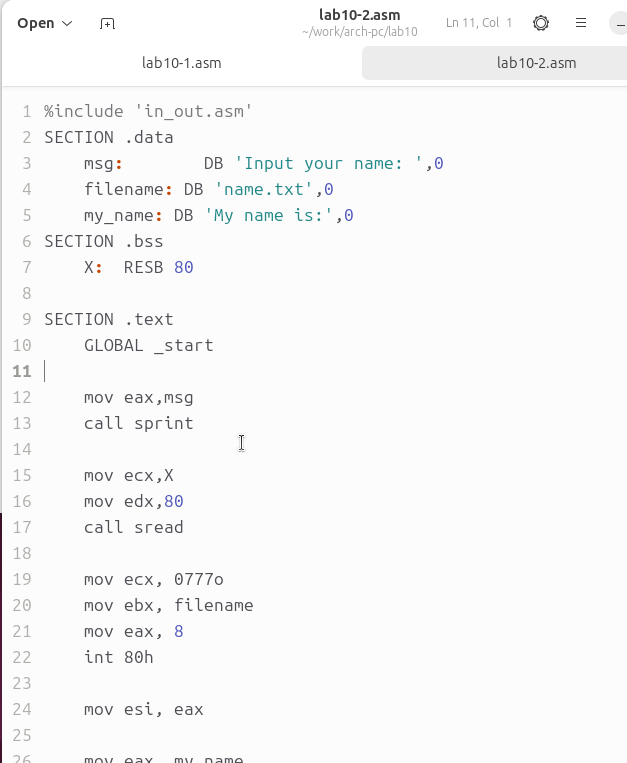 Open
lab10-2.asm
~/work/arch-pc/lab10
Ln 11, Col 1
lab10-1.asm
lab10-2.asm
1 %include 'in_out.asm'
2 SECTION .data
3     msg:        DB 'Input your name: ',0
4     filename: DB 'name.txt',0
5     my_name: DB 'My name is:',0
6 SECTION .bss
7     X:  RESB 80
8
9 SECTION .text
10     GLOBAL _start
11
12     mov eax,msg
13     call sprint
14
15     mov ecx,X
16     mov edx,80
17     call sread
18
19     mov ecx, 0777o
20     mov ebx, filename
21     mov eax, 8
22     int 80h
23
24     mov esi, eax
25
26     mov eax, my_name